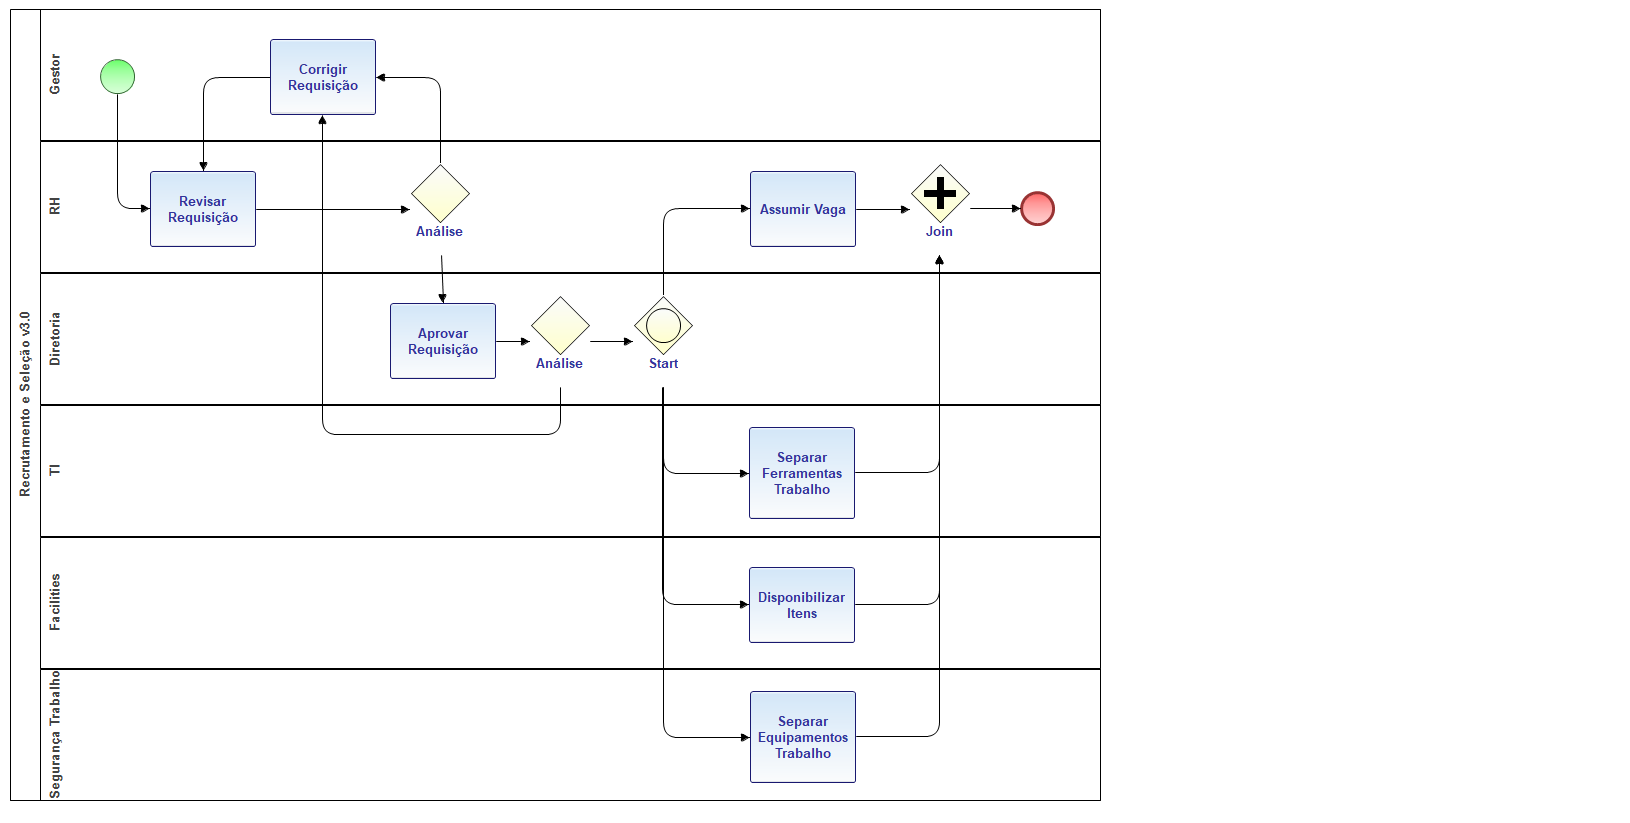 Recrutamento e Seleção v3.0
Gestor
Corrigir
Requisição
RH
Revisar
Requisição
Análise
Assumir Vaga
Join
Diretoria
Aprovar
Requisição
Análise
Start
TI
Separar
Ferramentas
Trabalho
Facilities
Disponibilizar
Itens
Segurança Trabalho
Separar
Equipamentos
Trabalho